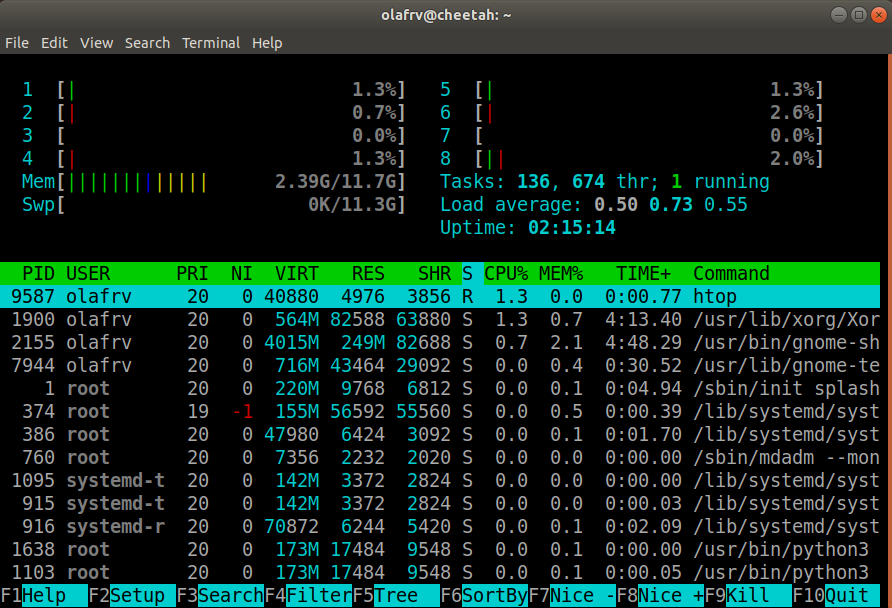 olafrv@cheetah: ~
File Edit View Search Terminal Help
1 [| 1.3%] 5 [| 1.3%]
2 [| 0.7%] 6 [| 2.6%]
3 [ 0.0%] 7 [ 0.0%]
4 [| 1.3%] 8 [|| 2.0%]
Mem[||||||||||||| 2.39G/11.7G] Tasks: 136, 674 thr; 1 running
Swp[ 0K/11.3G] Load average: 0.50 0.73 0.55
Uptime: 02:15:14
PID USER PRI NI VIRT RES SHR S CPU% MEM% TIME+ Command
9587 olafrv 20 0 40880 4976 3856 R 1.3 0.0 0:00.77 htop
1900 olafrv 20 0 564M 82588 63880 S 1.3 0.7 4:13.40 /usr/lib/xorg/Xor
2155 olafrv 20 0 4015M 249M 82688 S 0.7 2.1 4:48.29 /usr/bin/gnome-sh
7944 olafrv 20 0 716M 43464 29092 S 0.0 0.4 0:30.52 /usr/lib/gnome-te
1 root 20 0 220M 9768 6812 S 0.0 0.1 0:04.94 /sbin/init splash
374 root 19 -1 155M 56592 55560 S 0.0 0.5 0:00.39 /lib/systemd/syst
386 root 20 0 47980 6424 3092 S 0.0 0.1 0:01.70 /lib/systemd/syst
760 root 20 0 7356 2232 2020 S 0.0 0.0 0:00.00 /sbin/mdadm --mon
1095 systemd-t 20 0 142M 3372 2824 S 0.0 0.0 0:00.00 /lib/systemd/syst
915 systemd-t 20 0 142M 3372 2824 S 0.0 0.0 0:00.03 /lib/systemd/syst
916 systemd-r 20 0 70872 6244 5420 S 0.0 0.1 0:02.09 /lib/systemd/syst
1638 root 20 0 173M 17484 9548 S 0.0 0.1 0:00.00 /usr/bin/python3
1103 root 20 0 173M 17484 9548 S 0.0 0.1 0:00.05 /usr/bin/python3
F1Help F2Setup F3SearchF4FilterF5Tree F6SortByF7Nice -F8Nice +F9Kill F10Quit